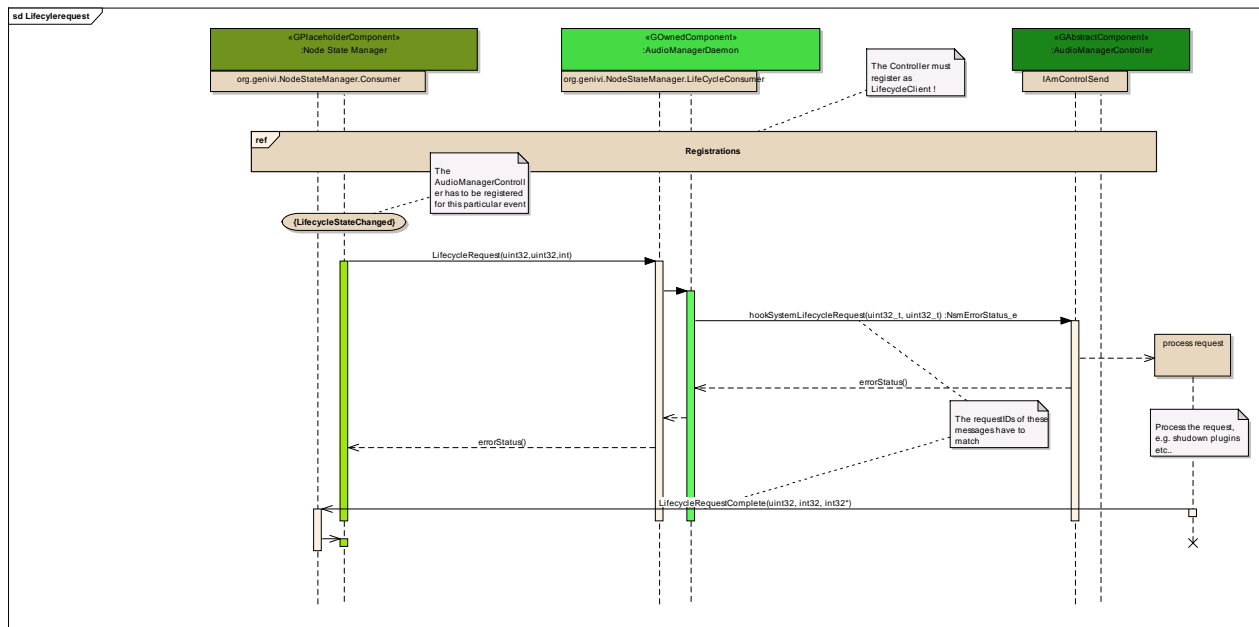 sd Lifecylerequest
«GPlaceholderComponent»
:Node State Manager
org.genivi.NodeStateManager.Consumer
«GOwnedComponent»
:AudioManagerDaemon
org.genivi.NodeStateManager.LifeCycleConsumer
The Controller must
register as
LifecycleClient !
«GAbstractComponent»
:AudioManagerController
IAmControlSend
ref
Registrations
The
AudioManagerControll
er has to be registered
for this particular event
{LifecycleStateChanged}
LifecycleRequest(uint32,uint32,int)
hookSystemLifecycleRequest(uint32_t, uint32_t) :NsmErrorStatus_e
process request
errorStatus()
The requestIDs of these
messages have to
match
Process the request,
e.g. shudown plugins
etc..
errorStatus()
LifecycleRequestComplete(uint32, int32, int32*)